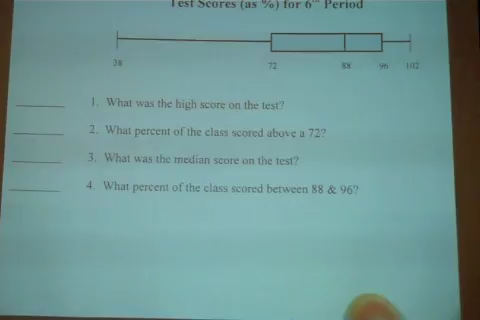 Test Scores (as %) for 6th Period
38 72 88 96 102
1. What was the high score on the test?
2. What percent of the class scored above a 72?
3. What was the median score on the test?
4. What percent of the class scored between 88 & 96?